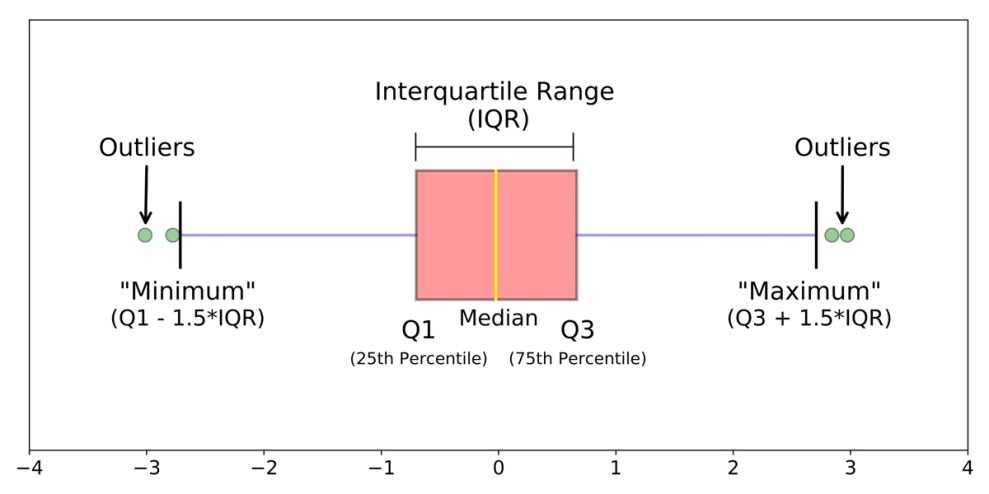 Interquartile Range
(IQR)
Outliers
Outliers
"Minimum"
(Q1 - 1.5*IQR)
"Maximum"
(Q3 + 1.5*IQR)
Median
Q1
Q3
(25th Percentile)
(75th Percentile)
−4 −3 −2 −1 0 1 2 3 4